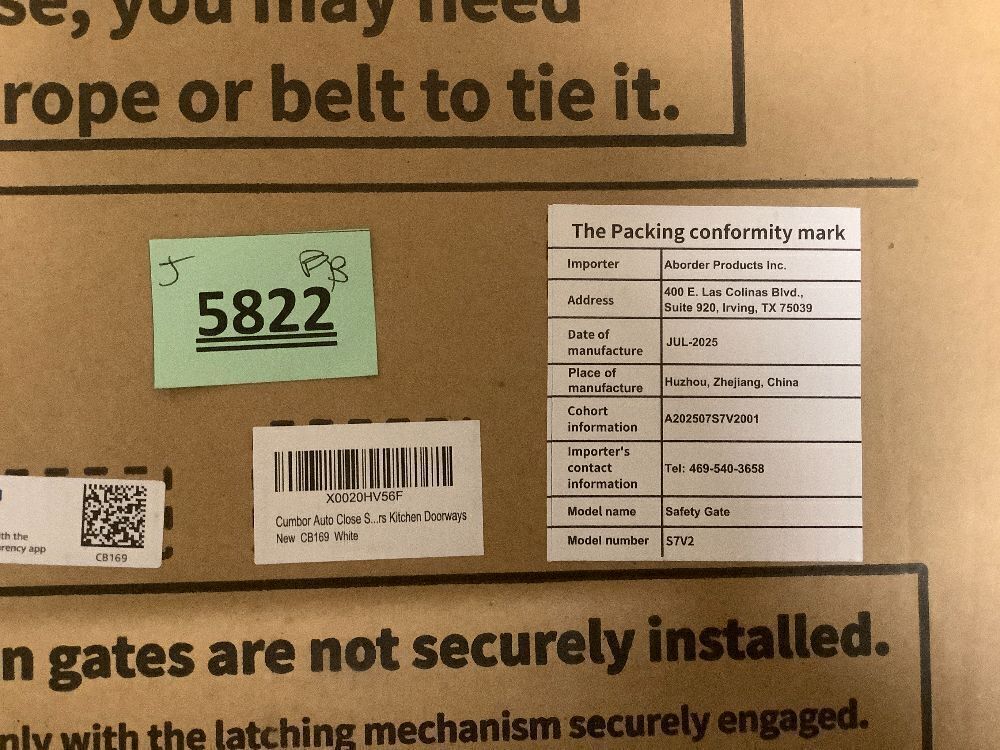 se, you may need
rope or belt to tie it.
J PB
5822
The Packing conformity mark
Importer Aborder Products Inc.
Address 400 E. Las Colinas Blvd.,
Suite 920, Irving, TX 75039
Date of
manufacture JUL-2025
Place of
manufacture Huzhou, Zhejiang, China
Cohort
information A202507S7V2001
Importer's
contact
information Tel: 469-540-3658
Model name Safety Gate
Model number S7V2
X0020HV56F
Cumbor Auto Close S...rs Kitchen Doorways
New CB169 White
th the
rency app
CB169
n gates are not securely installed.
nly with the latching mechanism securely engaged.